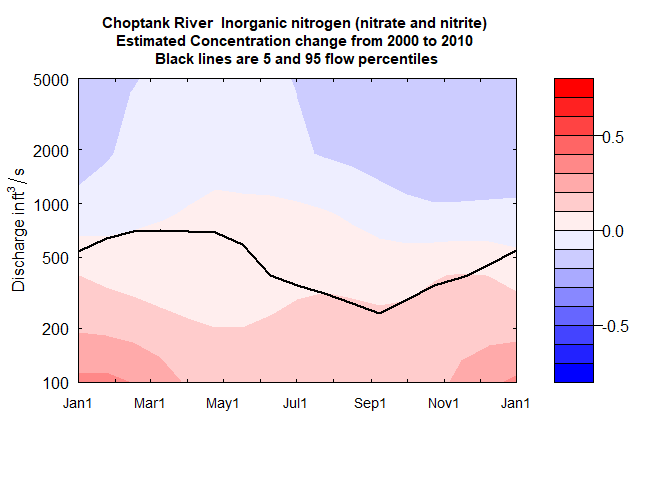 Choptank River  Inorganic nitrogen (nitrate and nitrite)
Estimated Concentration change from 2000 to 2010
Black lines are 5 and 95 flow percentiles
Discharge in ft³/s
5000
2000
1000
500
200
100
Jan1 Mar1 May1 Jul1 Sep1 Nov1 Jan1
0.5
0.0
-0.5